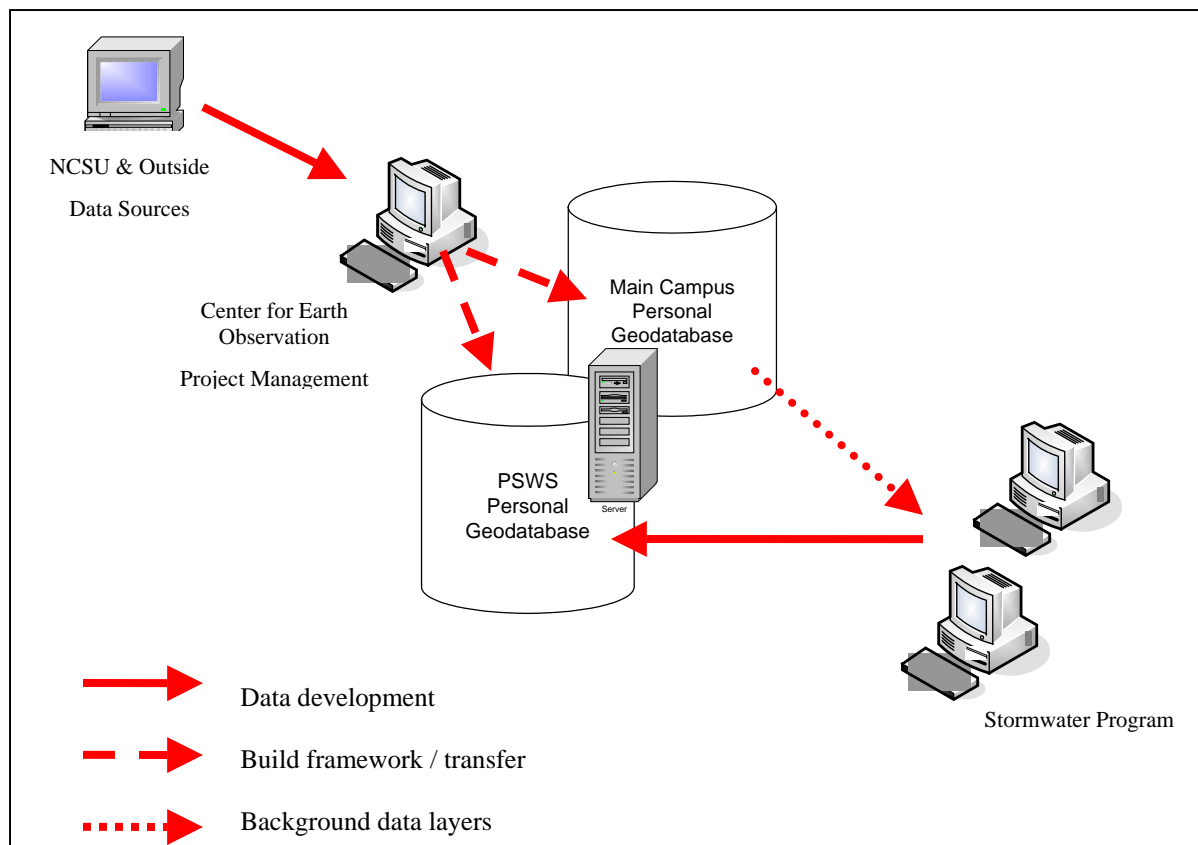 NCSU & Outside
Data Sources
Center for Earth
Observation
Project Management
Main Campus
Personal
Geodatabase
PSWS
Personal
Geodatabase
Server
Stormwater Program
Data development
Build framework / transfer
Background data layers